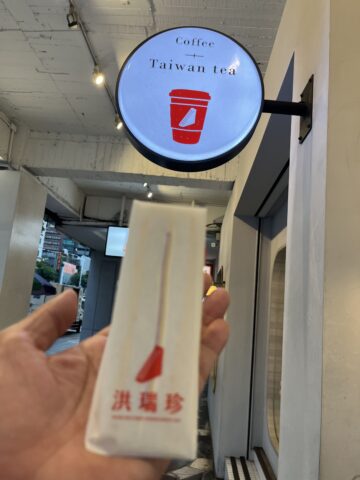 Coffee
Taiwan tea
洪瑞珍